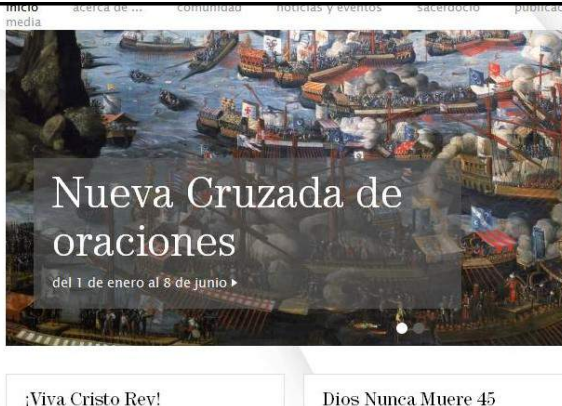 inicio acerca de ... comunidad noticias y eventos sacerdocio
media
Nueva Cruzada de
oraciones
del 1 de enero al 8 de junio
¡Viva Cristo Rey!
Dios Nunca Muere 45